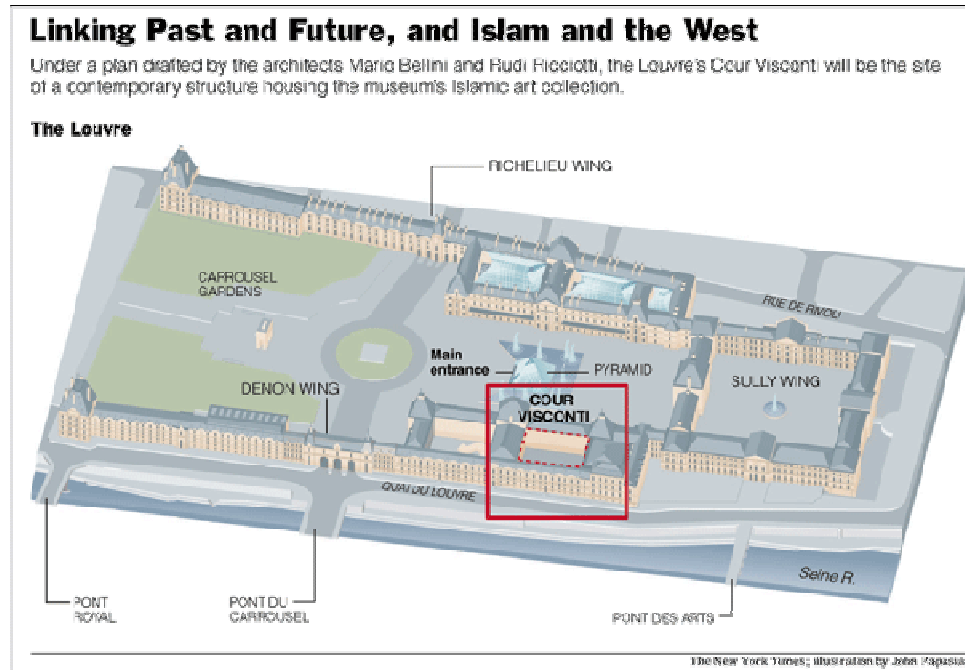 Linking Past and Future, and Islam and the West
Under a plan drafted by the architects Mario Bellini and Rudi Ricciotti, the Louvre's Cour Visconti will be the site
of a contemporary structure housing the museum's Islamic art collection.
The Louvre
RICHELIEU WING
CARROUSEL
GARDENS
RUE DE RIVOLI
Main
entrance
PYRAMID
SULLY WING
DENON WING
COUR
VISCONTI
QUAI DU LOUVRE
Seine R.
PONT
ROYAL
PONT DU
CARROUSEL
PONT DES ARTS
The New York Times; illustration by John Papasian